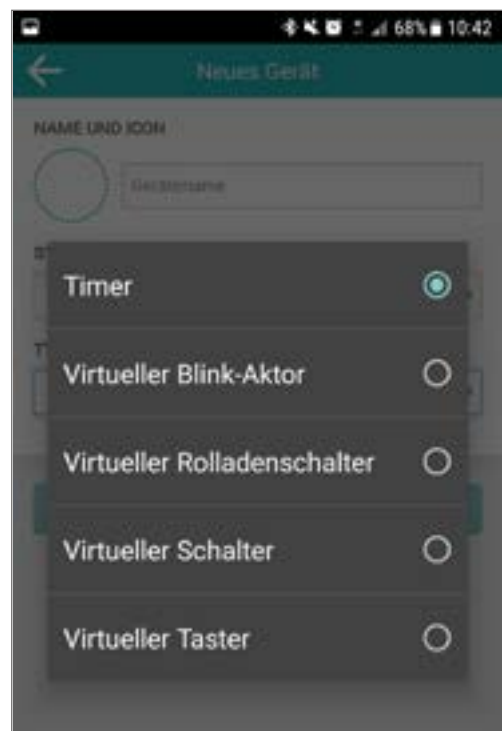 68% 10:42
Neues Gerät
NAME UND ICON
Gerätename
Timer
Virtueller Blink-Aktor
Virtueller Rolladenschalter
Virtueller Schalter
Virtueller Taster